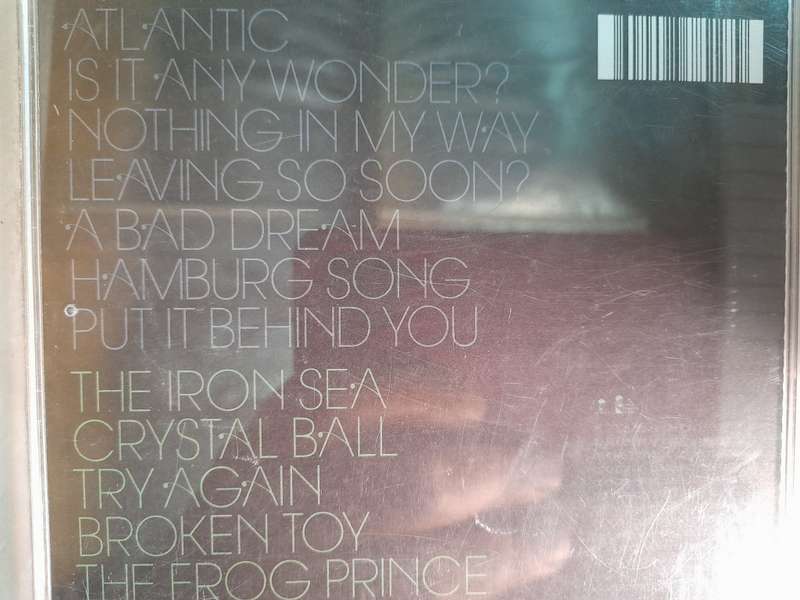 ATLANTIC
IS IT ANY WONDER?
NOTHING IN MY WAY
LEAVING SO SOON?
A BAD DREAM
HAMBURG SONG
PUT IT BEHIND YOU
THE IRON SEA
CRYSTAL BALL
TRY AGAIN
BROKEN TOY
THE FROG PRINCE